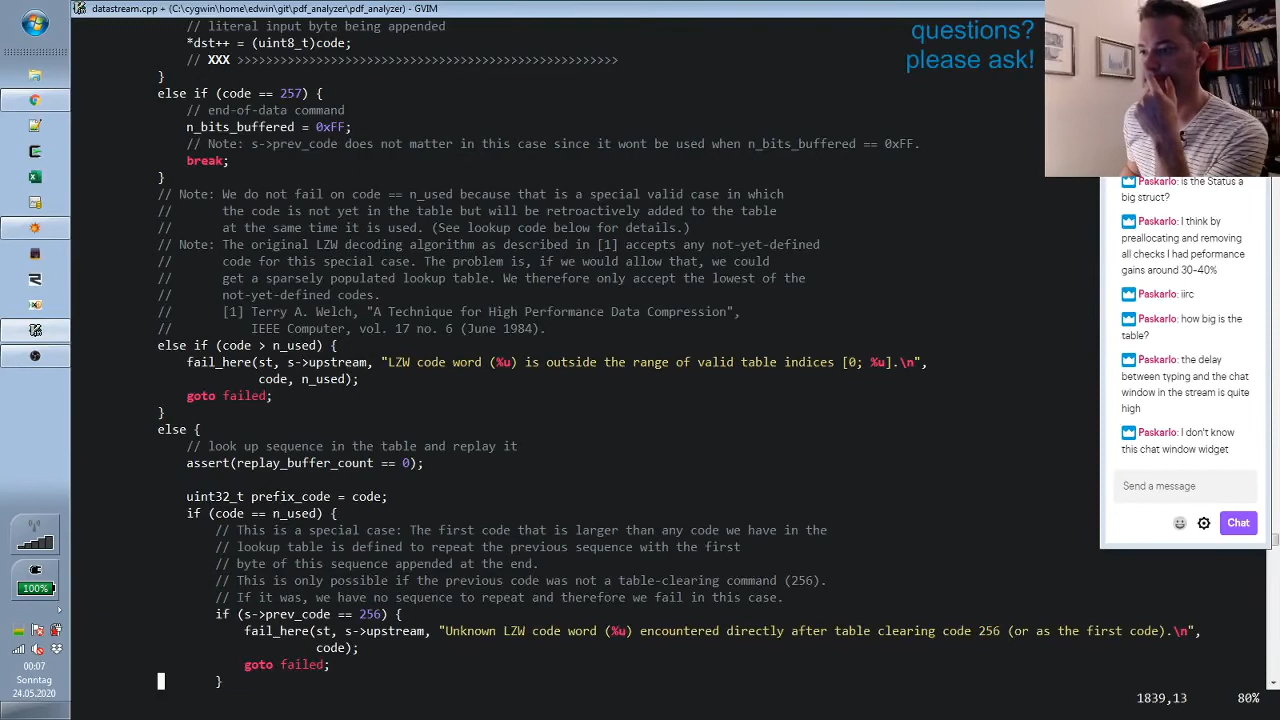 datastream.cpp + (C:\cygwin\home\edwin\git\pdf_analyzer\pdf_analyzer) - GVIM
// literal input byte being appended
*dst++ = (uint8_t)code;
// XXX >>>>>>>>>>>>>>>>>>>>>>>>>>>>>>>>>>>>>>>>>>>>>>>>>>>>>
}
else if (code == 257) {
// end-of-data command
n_bits_buffered = 0xFF;
// Note: s->prev_code does not matter in this case since it wont be used when n_bits_buffered == 0xFF.
break;
}
// Note: We do not fail on code == n_used because that is a special valid case in which
// the code is not yet in the table but will be retroactively added to the table
// at the same time it is used. (See lookup code below for details.)
// Note: The original LZW decoding algorithm as described in [1] accepts any not-yet-defined
// code for this special case. The problem is, if we would allow that, we could
// get a sparsely populated lookup table. We therefore only accept the lowest of the
// not-yet-defined codes.
// [1] Terry A. Welch, "A Technique for High Performance Data Compression",
// IEEE Computer, vol. 17 no. 6 (June 1984).
else if (code > n_used) {
fail_here(st, s->upstream, "LZW code word (%u) is outside the range of valid table indices [0; %u].\n",
code, n_used);
goto failed;
}
else {
// look up sequence in the table and replay it
assert(replay_buffer_count == 0);
uint32_t prefix_code = code;
if (code == n_used) {
// This is a special case: The first code that is larger than any code we have in the
// lookup table is defined to repeat the previous sequence with the first
// byte of this sequence appended at the end.
// This is only possible if the previous code was not a table-clearing command (256).
// If it was, we have no sequence to repeat and therefore we fail in this case.
if (s->prev_code == 256) {
fail_here(st, s->upstream, "Unknown LZW code word (%u) encountered directly after table clearing code 256 (or as the first code).\n",
code);
goto failed;
}
1839,13 80%
questions?
please ask!
Paskarlo: is the Status a
big struct?
Paskarlo: I think by
preallocating and removing
all checks I had peformance
gains around 30-40%
Paskarlo: iirc
Paskarlo: how big is the
table?
Paskarlo: the delay
between typing and the chat
window in the stream is quite
high
Paskarlo: I don't know
this chat window widget
Send a message
Chat
100%
00:07
Sonntag
24.05.2020